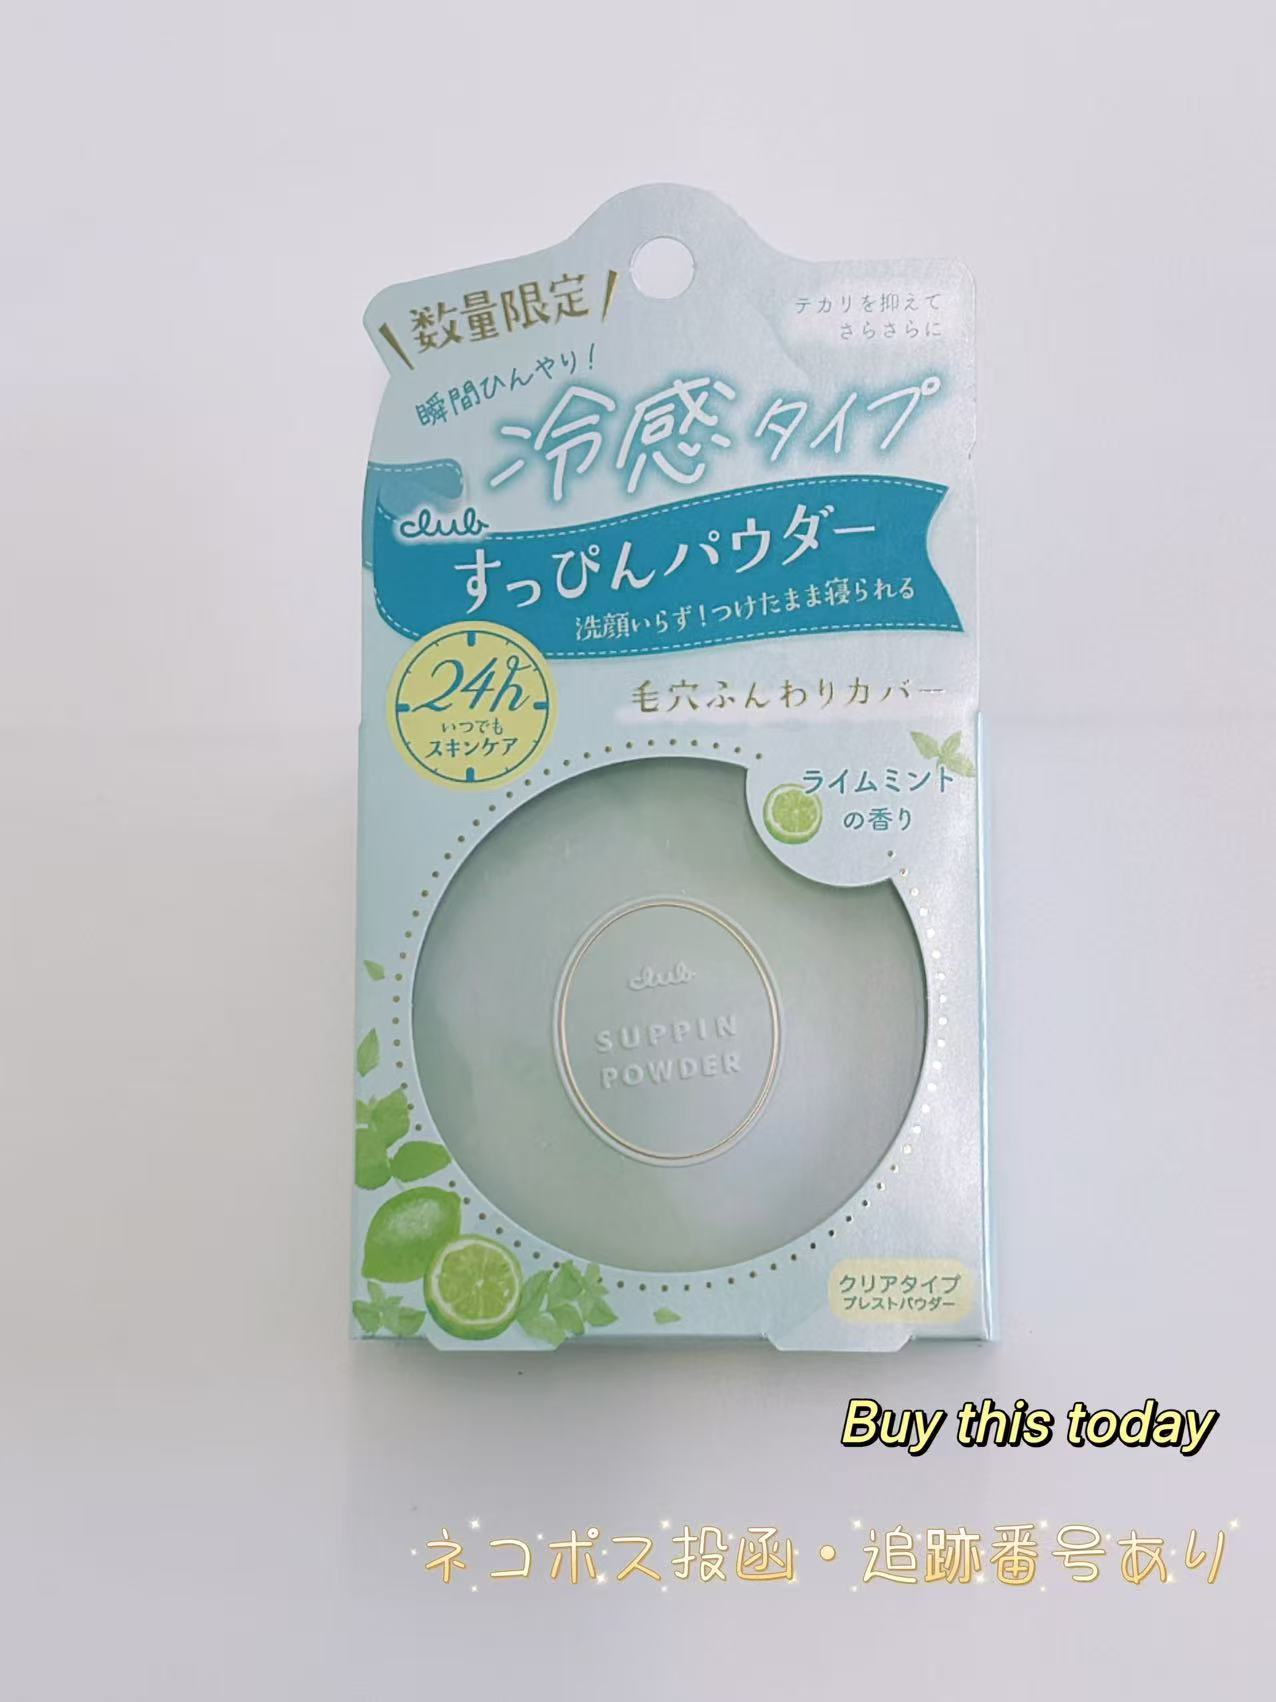 数量限定
テカリを抑えて
さらさらに
瞬間ひんやり!
冷感タイプ
club
すっぴんパウダー
洗顔いらず!つけたまま寝られる
24h
いつでも
スキンケア
毛穴ふんわりカバー
ライムミント
の香り
club
SUPPIN
POWDER
クリアタイプ
プレストパウダー
Buy this today
ネコポス投函・追跡番号あり